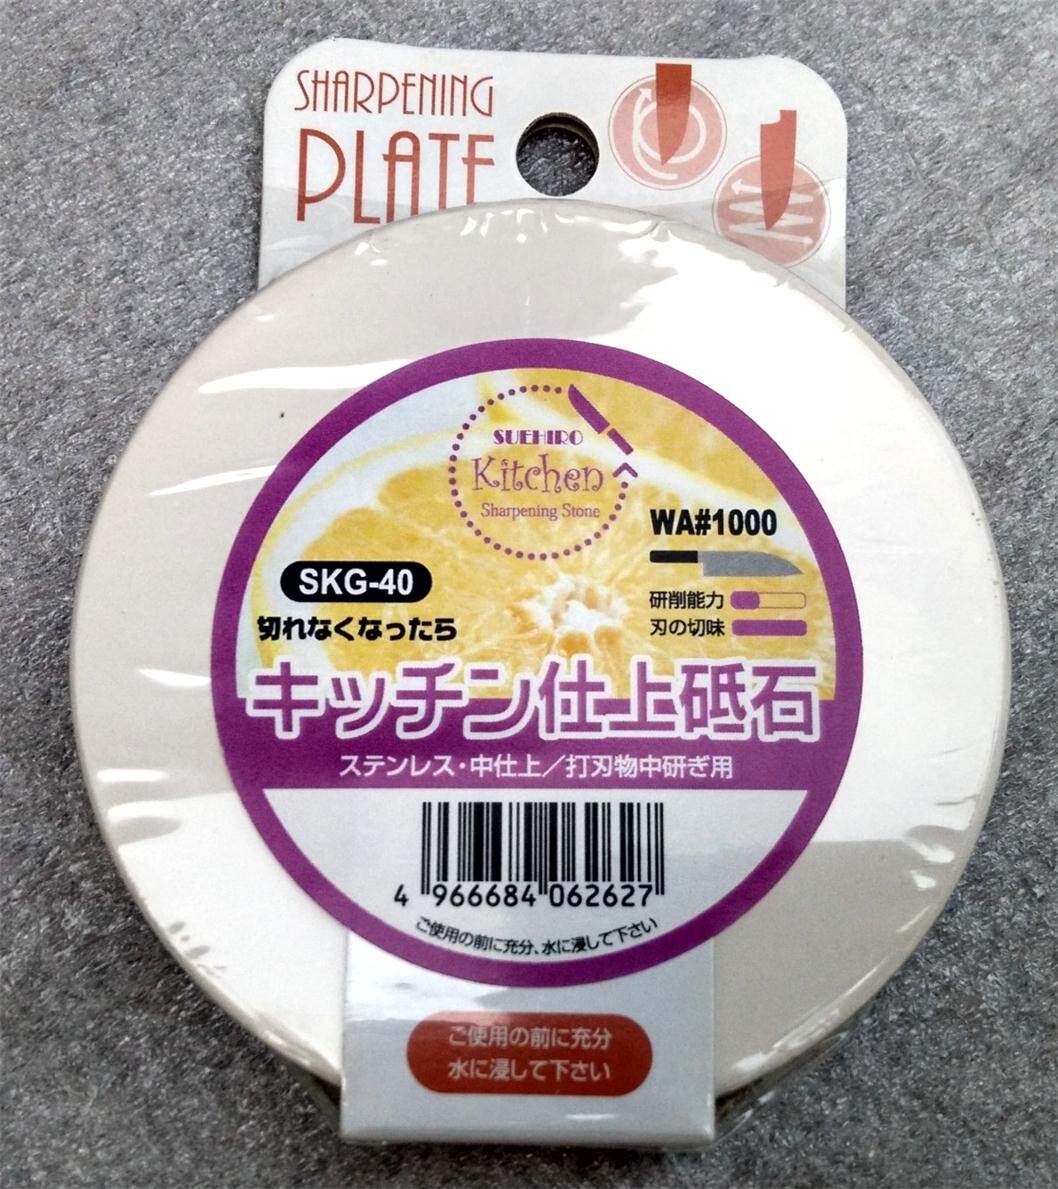 SHARPENING
PLATE
SUEHIRO
Kitchen
Sharpening Stone
WA#1000
SKG-40
研削能力
刃の切味
切れなくなったら
キッチン仕上砥石
ステンレス・中仕上/打刃物中研ぎ用
4 966684 062627
ご使用の前に充分、水に浸して下さい
ご使用の前に充分
水に浸して下さい